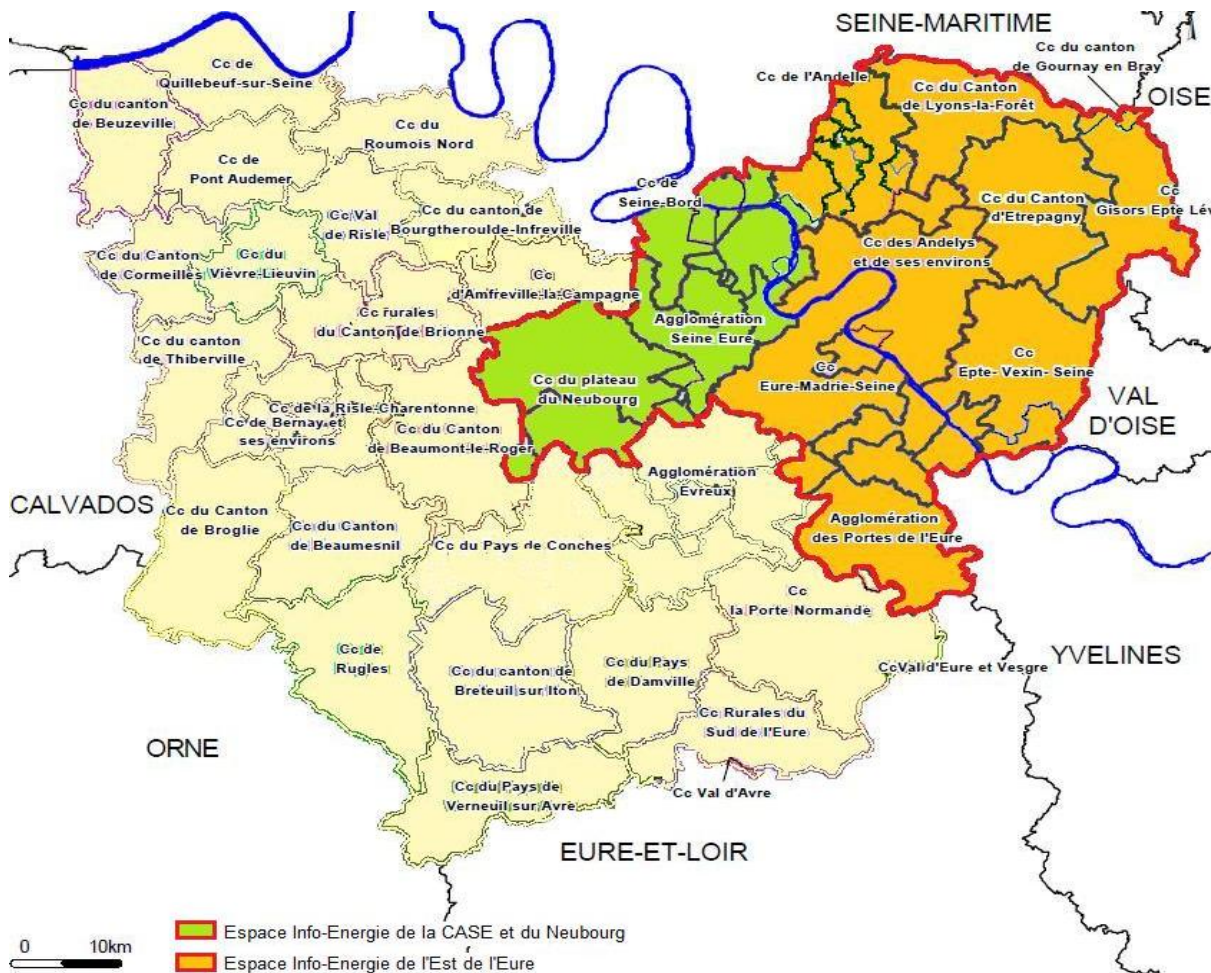 SEINE-MARITIME
Cc du canton
de Gournay en Bray
OISE
Cc de
Quillebeuf-sur-Seine
Cc du canton
de Beuzeville
Cc de l'Andelle
Cc du Canton
de Lyons-la-Forêt
Cc du
Roumois Nord
Cc de
Pont Audemer
Cc de
Seine-Bord
Cc du Canton
d'Etrepagny
Cc
Gisors Epte Lév
Cc Val
de Risle
Cc du canton de
Bourgtheroulde-Infreville
Cc des Andelys
et de ses environs
Cc du Canton
de Cormeilles
Cc du
Vièvre-Lieuvin
Cc
d'Amfreville-la-Campagne
Cc rurales
du Canton de Brionne
Agglomération
Seine Eure
Cc du canton
de Thiberville
Cc
Epte- Vexin- Seine
Cc
Eure-Madrie-Seine
Cc du plateau
du Neubourg
VAL
D'OISE
Cc de la Risle-Charentonne
Cc de Bernay et
ses environs
Cc du Canton
de Beaumont-le-Roger
Agglomération
Évreux
CALVADOS
Cc du Canton
de Broglie
Cc du Canton
de Beaumesnil
Cc du Pays de Conches
Agglomération
des Portes de l'Eure
Cc
la Porte Normande
Cc de
Rugles
Cc du canton de
Breteuil sur Iton
Cc du Pays
de Damville
Cc Val d'Eure et Vesgre
YVELINES
Cc Rurales du
Sud de l'Eure
ORNE
Cc du Pays de
Verneuil sur Avre
Cc Val d'Avre
EURE-ET-LOIR
Espace Info-Energie de la CASE et du Neubourg
0 10km
Espace Info-Energie de l'Est de l'Eure